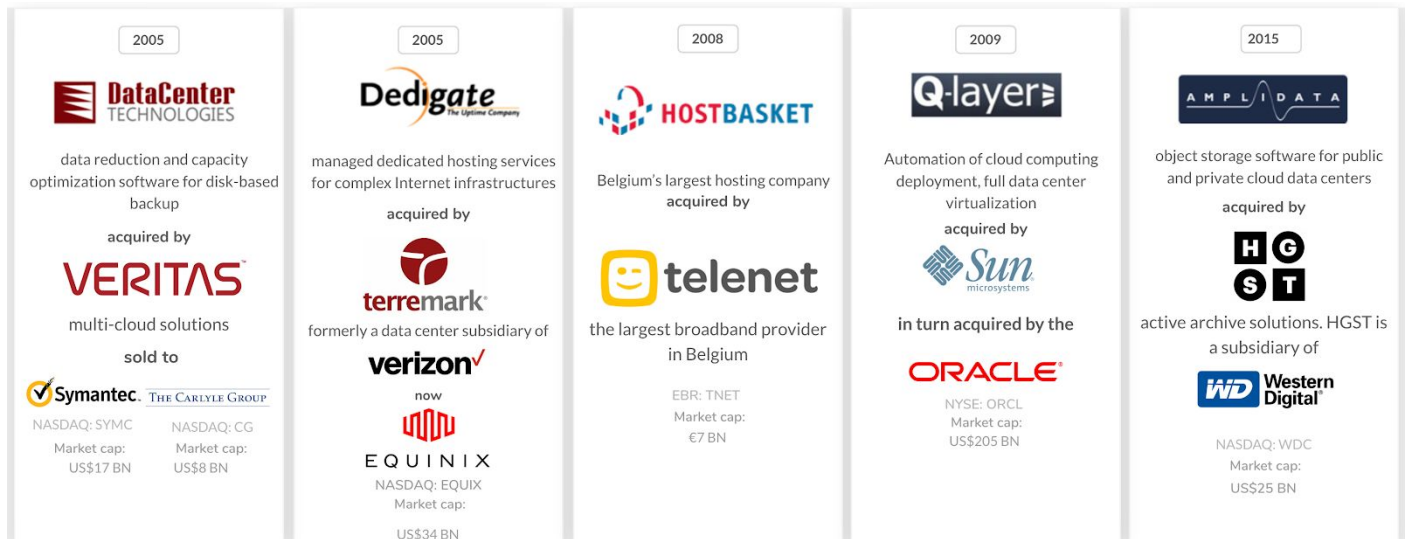 2005
DataCenter
TECHNOLOGIES
data reduction and capacity
optimization software for disk-based
backup
acquired by
VERITAS™
multi-cloud solutions
sold to
Symantec.
THE CARLYLE GROUP
NASDAQ: SYMC
Market cap:
US$17 BN
NASDAQ: CG
Market cap:
US$8 BN
2005
Dedigate
The Uptime Company
managed dedicated hosting services
for complex Internet infrastructures
acquired by
terremark®
formerly a data center subsidiary of
verizon✓
now
EQUINIX
NASDAQ: EQUIX
Market cap:
US$34 BN
2008
HOSTBASKET
Belgium's largest hosting company
acquired by
telenet
the largest broadband provider
in Belgium
EBR: TNET
Market cap:
€7 BN
2009
Q-layer
Automation of cloud computing
deployment, full data center
virtualization
acquired by
Sun
microsystems
in turn acquired by the
ORACLE®
NYSE: ORCL
Market cap:
US$205 BN
2015
AMPLIDATA
object storage software for public
and private cloud data centers
acquired by
HG
ST
active archive solutions. HGST is
a subsidiary of
WD Western
Digital®
NASDAQ: WDC
Market cap:
US$25 BN